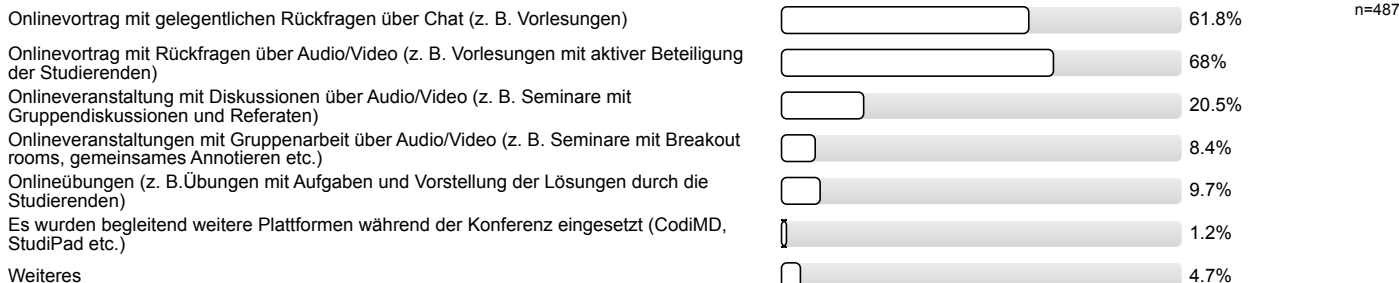 Onlinevortrag mit gelegentlichen Rückfragen über Chat (z. B. Vorlesungen) 61.8% n=487
Onlinevortrag mit Rückfragen über Audio/Video (z. B. Vorlesungen mit aktiver Beteiligung
der Studierenden) 68%
Onlineveranstaltung mit Diskussionen über Audio/Video (z. B. Seminare mit
Gruppendiskussionen und Referaten) 20.5%
Onlineveranstaltungen mit Gruppenarbeit über Audio/Video (z. B. Seminare mit Breakout
rooms, gemeinsames Annotieren etc.) 8.4%
Onlineübungen (z. B.Übungen mit Aufgaben und Vorstellung der Lösungen durch die
Studierenden) 9.7%
Es wurden begleitend weitere Plattformen während der Konferenz eingesetzt (CodiMD,
StudiPad etc.) 1.2%
Weiteres 4.7%